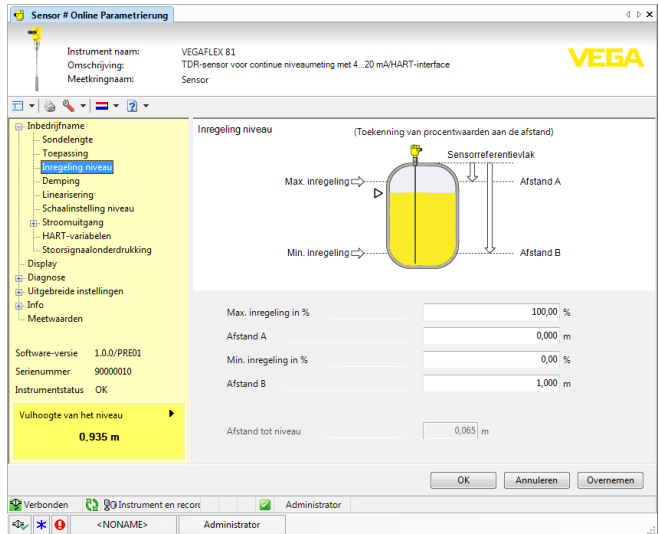 Sensor # Online Parametrierung
Instrument naam: VEGAFLEX 81
Omschrijving: TDR-sensor voor continue niveaumeting met 4...20 mA/HART-interface
Meetkringnaam: Sensor
VEGA
Inbedrijfname
Sondelengte
Toepassing
Inregeling niveau
Demping
Linearisering
Schaalinstelling niveau
Stroomuitgang
HART-variabelen
Stoorsignaalonderdrukking
Display
Diagnose
Uitgebreide instellingen
Info
Meetwaarden
Software-versie 1.0.0/PRE01
Serienummer 90000010
Instrumentstatus OK
Vulhoogte van het niveau
0,935 m
Inregeling niveau
(Toekenning van procentwaarden aan de afstand)
Sensorreferentievlak
Max. inregeling
Afstand A
Min. inregeling
Afstand B
Max. inregeling in % 100,00 %
Afstand A 0,000 m
Min. inregeling in % 0,00 %
Afstand B 1,000 m
Afstand tot niveau 0,065 m
OK Annuleren Overnemen
Verbonden Instrument en record Administrator
<NONAME> Administrator